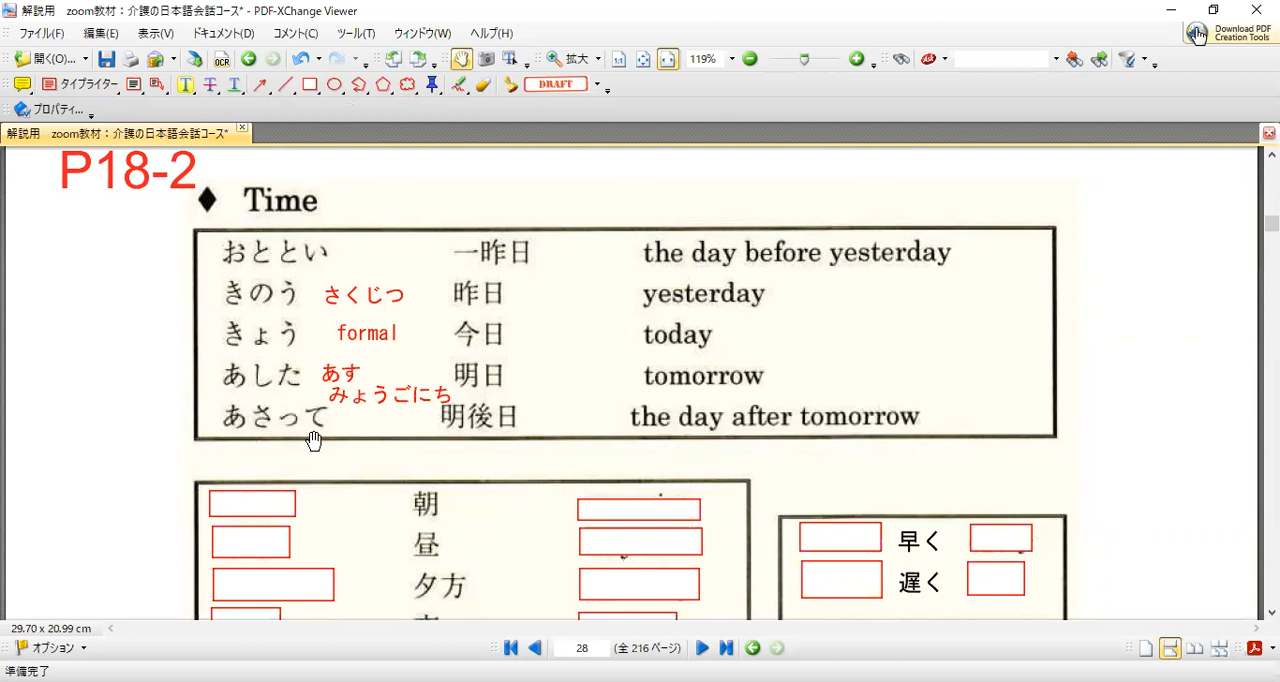 解説用 zoom教材：介護の日本語会話コース* - PDF-XChange Viewer
ファイル(F) 編集(E) 表示(V) ドキュメント(D) コメント(C) ツール(T) ウィンドウ(W) ヘルプ(H)
Download PDF
Creation Tools
開く(O)... OCR 拡大 119%
タイプライター DRAFT
プロパティ...
解説用 zoom教材：介護の日本語会話コース*
P18-2
◆ Time
おととい 一昨日 the day before yesterday
きのう さくじつ 昨日 yesterday
きょう formal 今日 today
あした あす 明日 tomorrow
みょうごにち
あさって 明後日 the day after tomorrow
朝
昼
夕方
早く
遅く
29.70 x 20.99 cm
オプション 28 (全 216 ページ)
準備完了